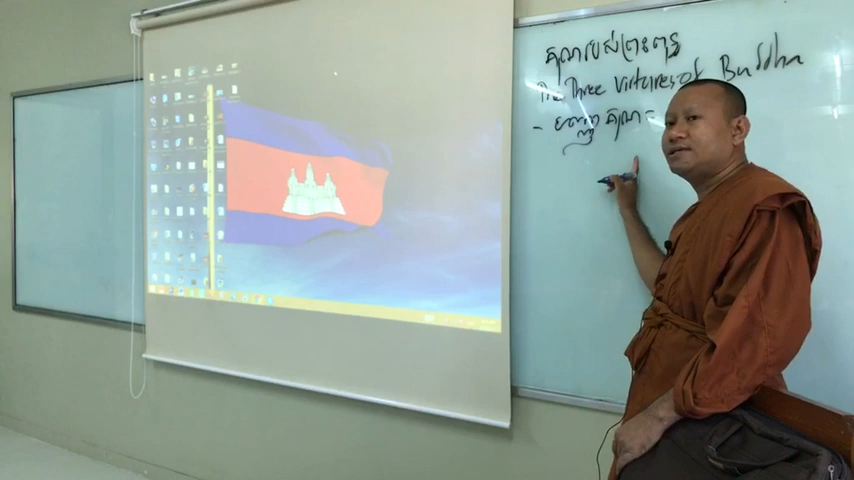 គុណរបស់ព្រះពុទ្ធ
The Three Virtures of Buddha
- បញ្ញាគុណ -